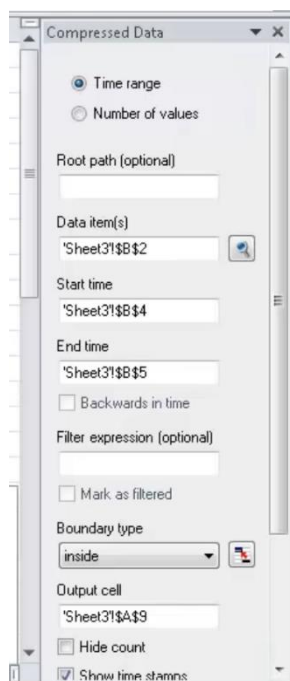 Compressed Data
Time range
Number of values
Root path (optional)
Data item(s)
'Sheet3'!$B$2
Start time
'Sheet3'!$B$4
End time
'Sheet3'!$B$5
Backwards in time
Filter expression (optional)
Mark as filtered
Boundary type
inside
Output cell
'Sheet3'!$A$9
Hide count
Show time stamps